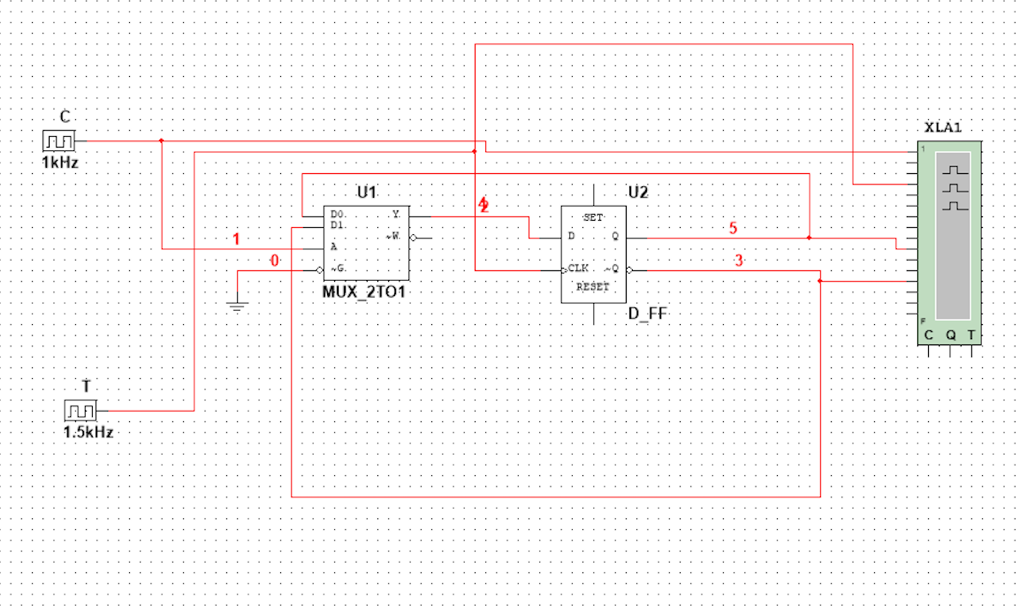 C
1kHz
XLA1
1
U1
U2
D0
D1
Y
A
~W
~G
MUX_2TO1
1
0
4
2
SET
D
Q
CLK
~Q
RESET
D_FF
5
3
F
C Q T
T
1.5kHz